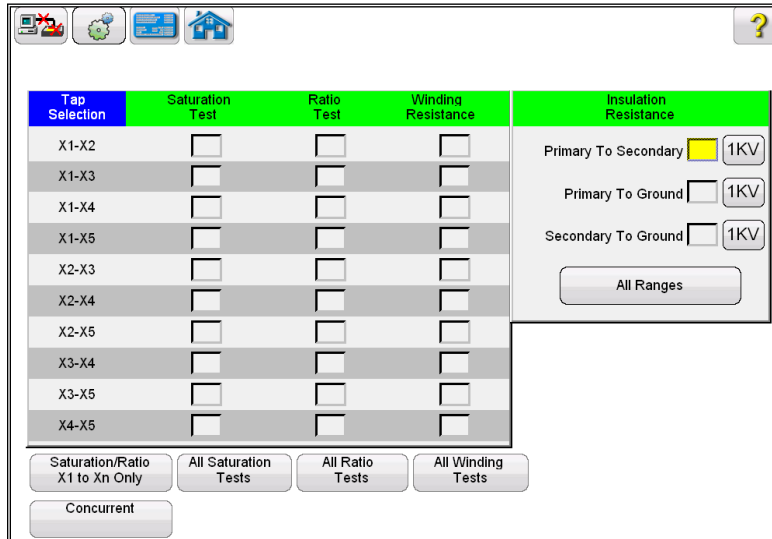 ?
Tap Selection Saturation Test Ratio Test Winding Resistance Insulation Resistance
X1-X2
X1-X3
X1-X4
X1-X5
X2-X3
X2-X4
X2-X5
X3-X4
X3-X5
X4-X5
Primary To Secondary 1KV
Primary To Ground 1KV
Secondary To Ground 1KV
All Ranges
Saturation/Ratio
X1 to Xn Only
All Saturation
Tests
All Ratio
Tests
All Winding
Tests
Concurrent